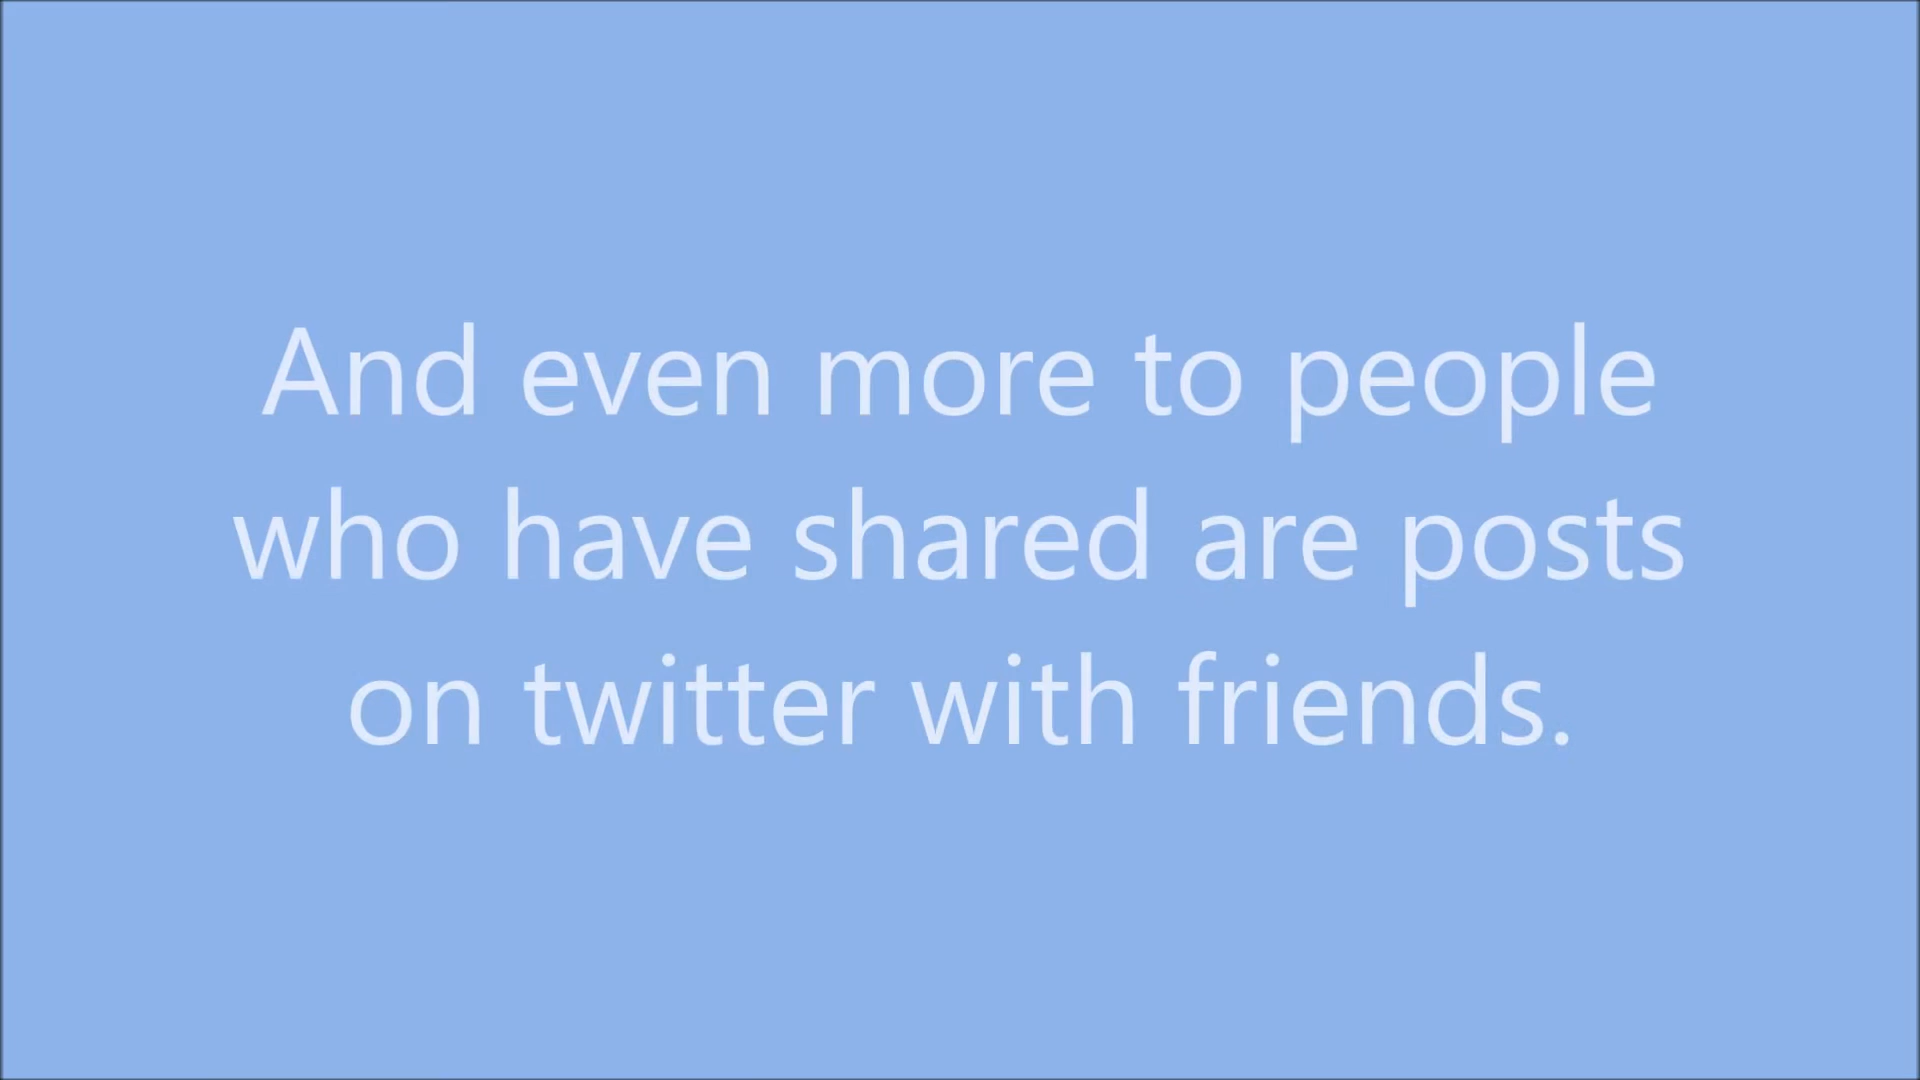 And even more to people
who have shared are posts
on twitter with friends.